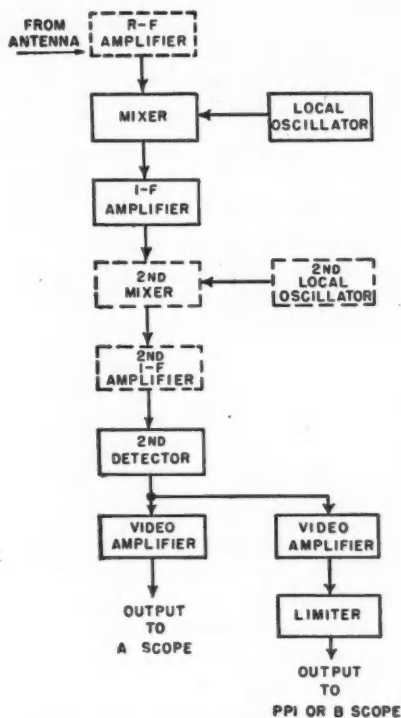 FROM
ANTENNA
R-F
AMPLIFIER
MIXER
LOCAL
OSCILLATOR
I-F
AMPLIFIER
2ND
MIXER
2ND
LOCAL
OSCILLATOR
2ND
I-F
AMPLIFIER
2ND
DETECTOR
VIDEO
AMPLIFIER
VIDEO
AMPLIFIER
OUTPUT
TO
A SCOPE
LIMITER
OUTPUT
TO
PPI OR B SCOPE